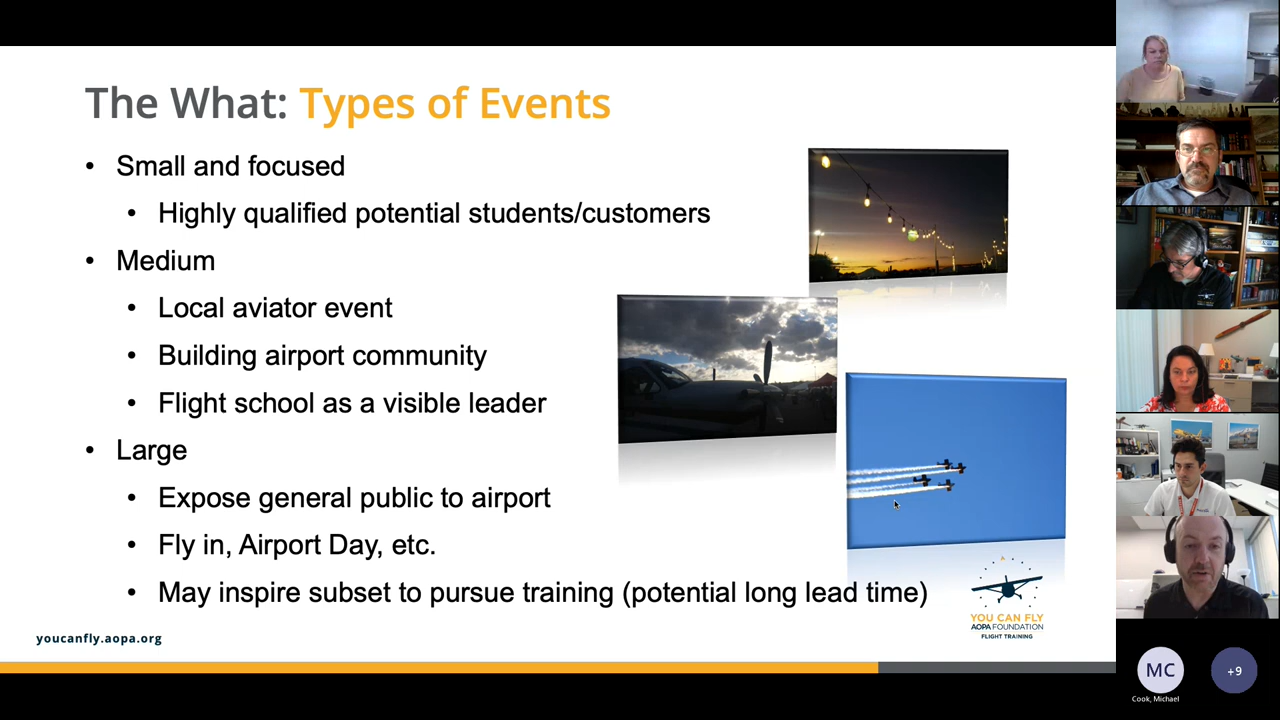 The What: Types of Events
• Small and focused
• Highly qualified potential students/customers
• Medium
• Local aviator event
• Building airport community
• Flight school as a visible leader
• Large
• Expose general public to airport
• Fly in, Airport Day, etc.
• May inspire subset to pursue training (potential long lead time)
YOU CAN FLY
AOPA FOUNDATION
FLIGHT TRAINING
youcanfly.aopa.org
MC
+9
Cook, Michael